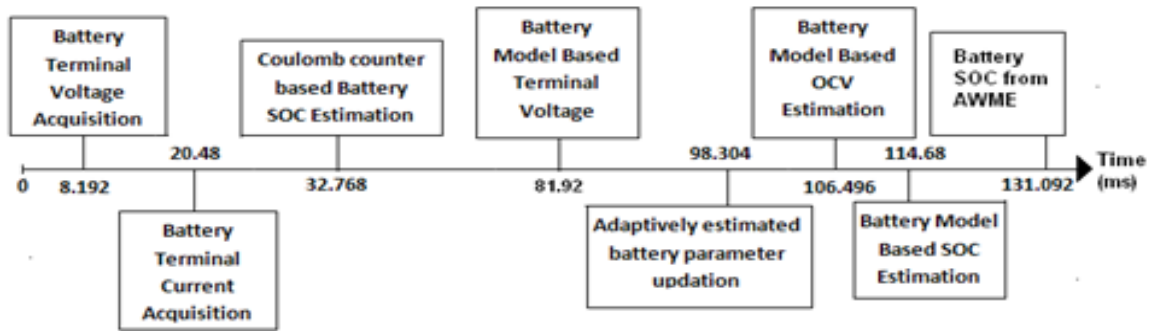 Battery
Terminal
Voltage
Acquisition
Coulomb counter
based Battery
SOC Estimation
Battery
Model Based
Terminal
Voltage
Battery
Model Based
OCV
Estimation
Battery
SOC from
AWME
20.48
98.304
114.68
Time
(ms)
0
8.192
32.768
81.92
106.496
131.092
Battery
Terminal
Current
Acquisition
Adaptively estimated
battery parameter
updation
Battery Model
Based SOC
Estimation